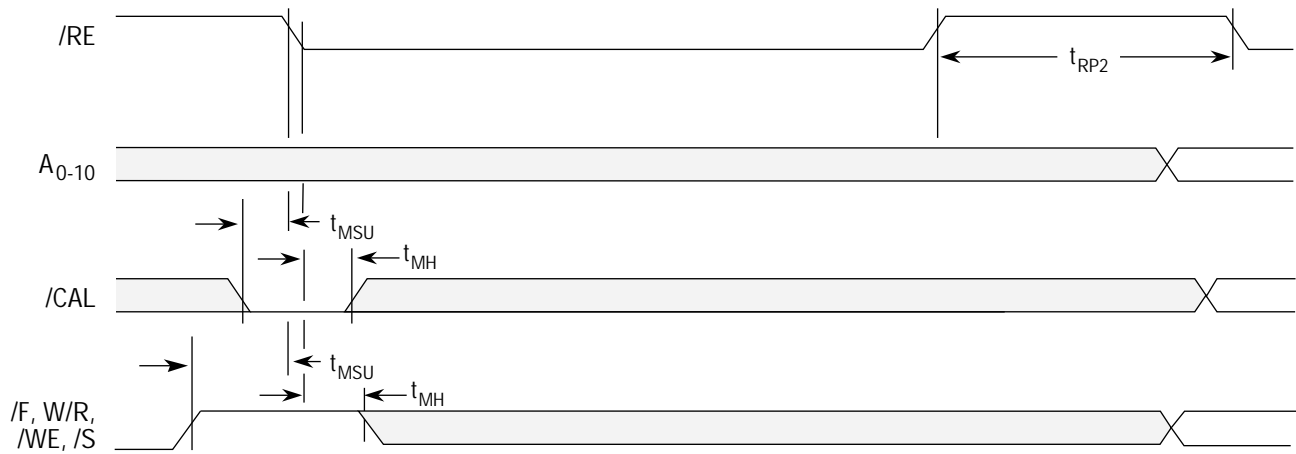 /RE
t_RP2
A_0-10
t_MSU
t_MH
/CAL
t_MSU
t_MH
/F, W/R,
/WE, /S